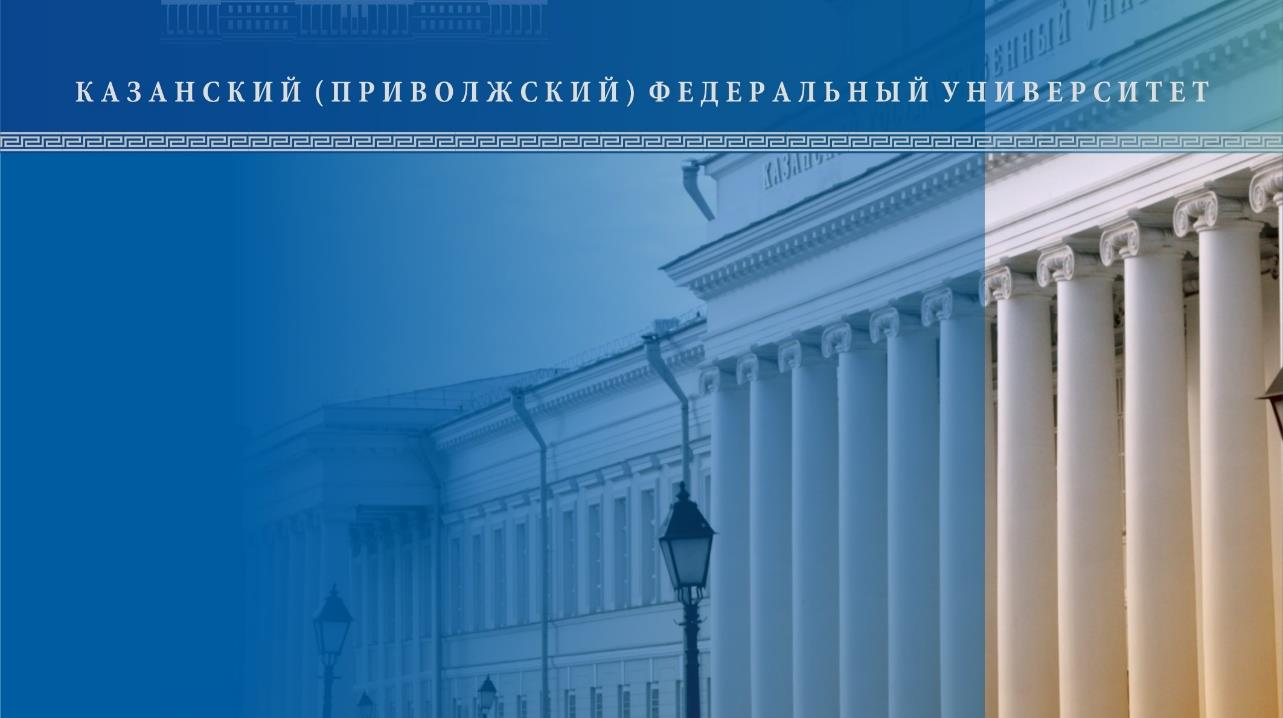 КАЗАНСКИЙ (ПРИВОЛЖСКИЙ) ФЕДЕРАЛЬНЫЙ УНИВЕРСИТЕТ